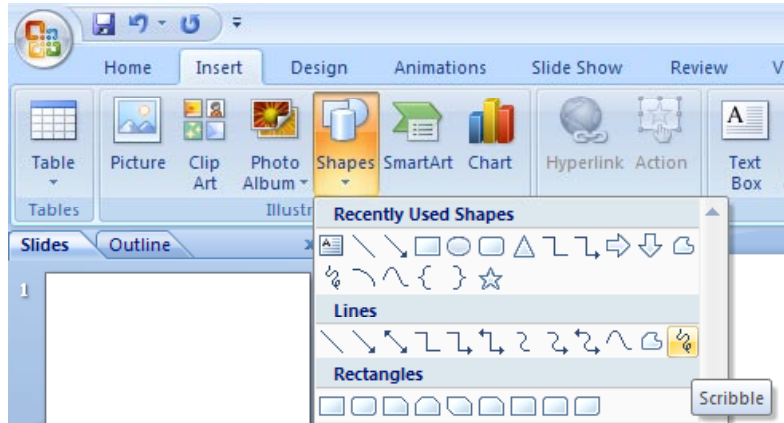 Home Insert Design Animations Slide Show Review V
Table Picture Clip Art Photo Album Shapes SmartArt Chart Hyperlink Action A Text Box
Tables Illustr
Recently Used Shapes
Slides Outline x
A
1
Lines
Rectangles
Scribble